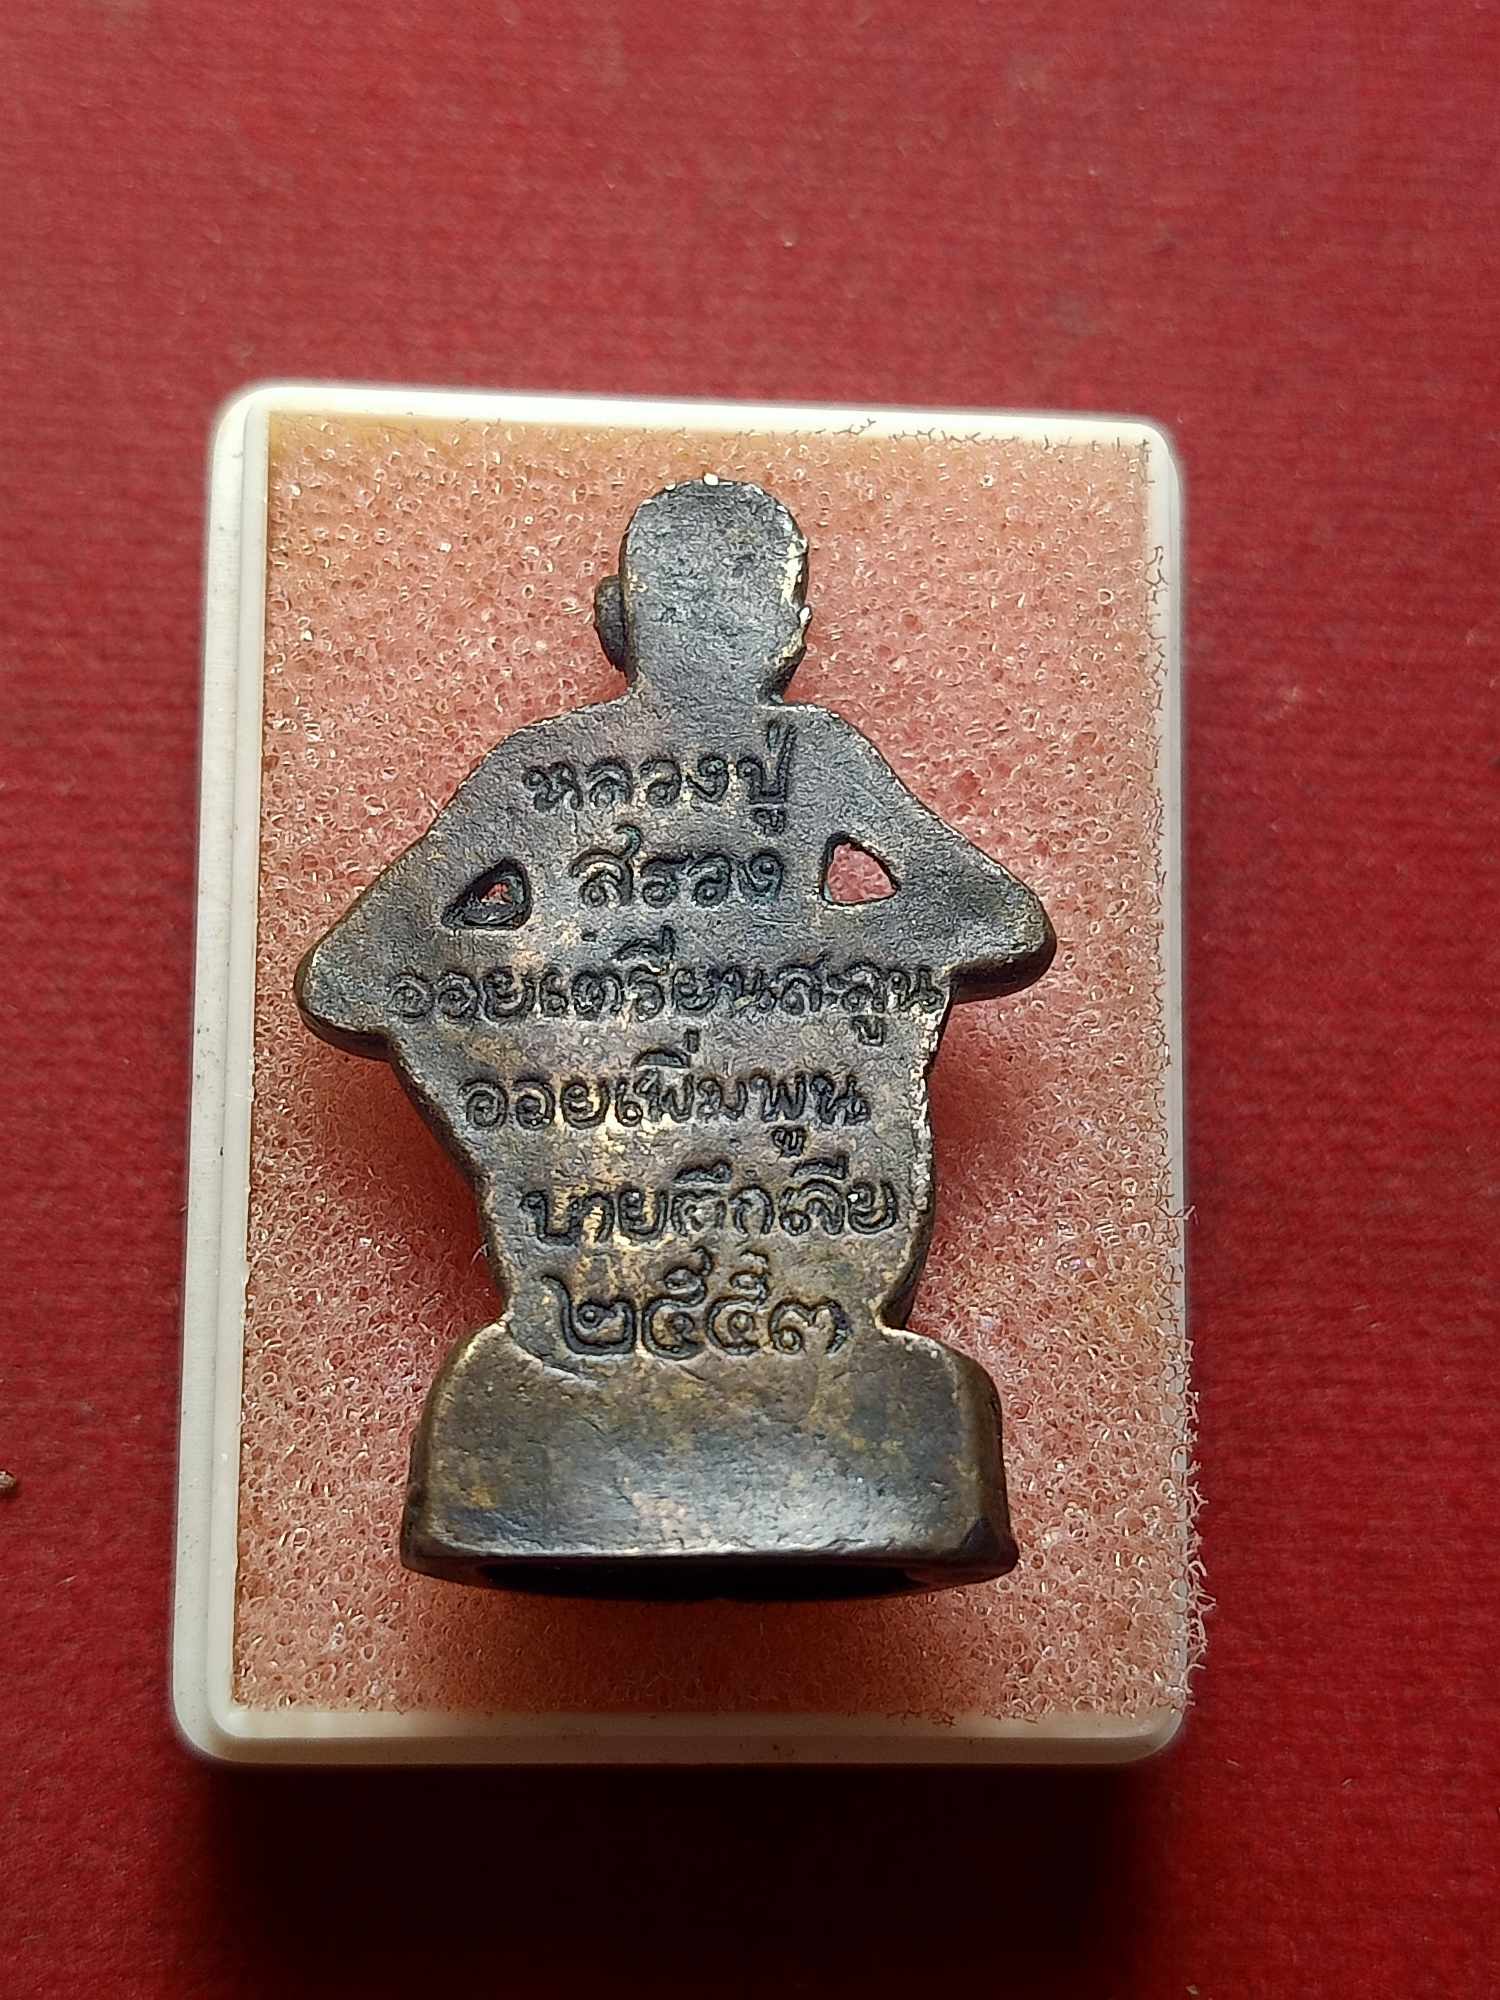 หลวงปู่
สรวง
ออยเตรียนสะลูน
ออยเพิ่มพูน
บายตึกเลีย
๒๕๕๓